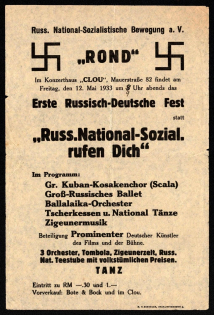 Russ. National-Sozialistische Bewegung a. V.
„ROND"
Im Konzerthaus "CLOU", Mauerstraße 82 findet am
Freitag, den 12. Mai 1933 um 8 Uhr abends das
Erste Russisch-Deutsche Fest
statt
„Russ.National-Sozial.
rufen Dich"
Im Programm:
Gr. Kuban-Kosakenchor (Scala)
Groß-Russisches Ballet
Ballalaika-Orchester
Tscherkessen u. National Tänze
Zigeunermusik
Beteiligung Prominenter Deutscher Künstler
des Films und der Bühne.
3 Orchester, Tombola, Zigeunerzelt, Russ.
Nat. Teestube mit volkstümlichen Preisen.
TANZ
Eintritt zu RM —.30 und 1.—
Vorverkauf: Bote & Bock und im Clou.